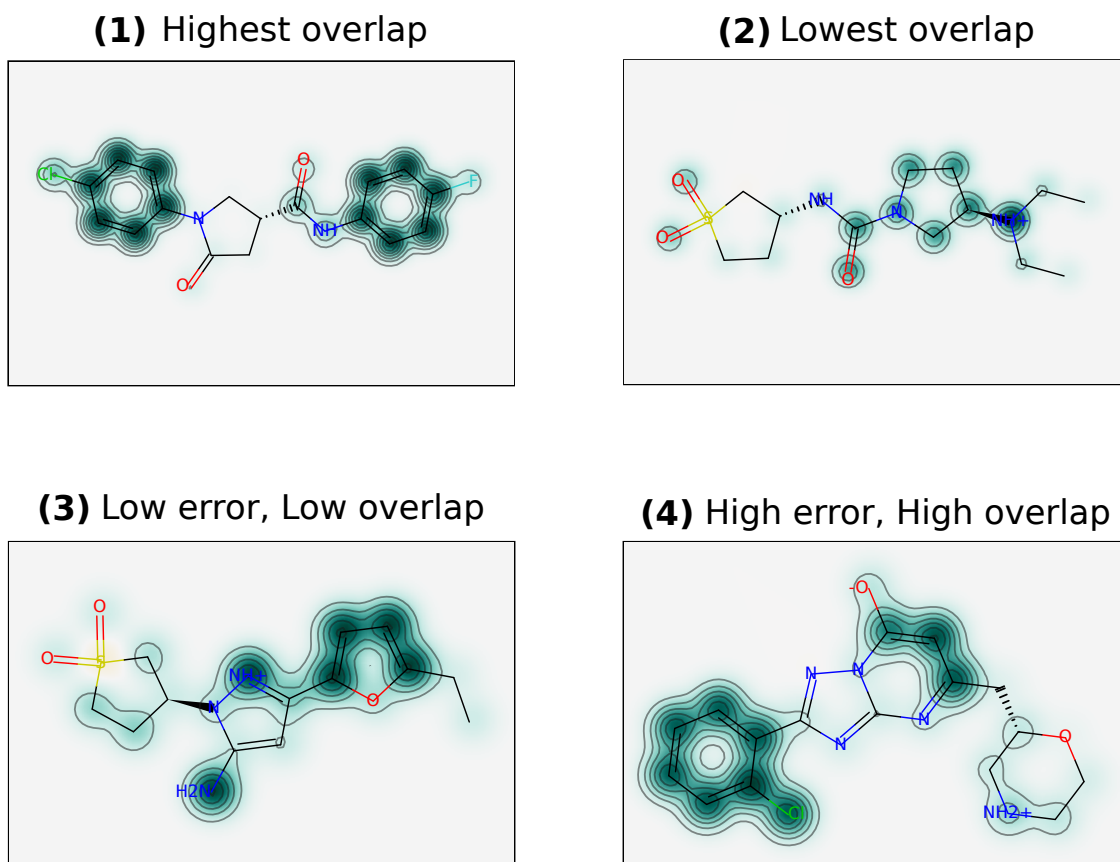 (1) Highest overlap
(2) Lowest overlap
Cl
O
F
N
NH
O
O
O
S
NH
N
O
NH+
(3) Low error, Low overlap
(4) High error, High overlap
O
O
S
NH+
N
O
H2N
-O
N
N
N
N
O
Cl
NH2+